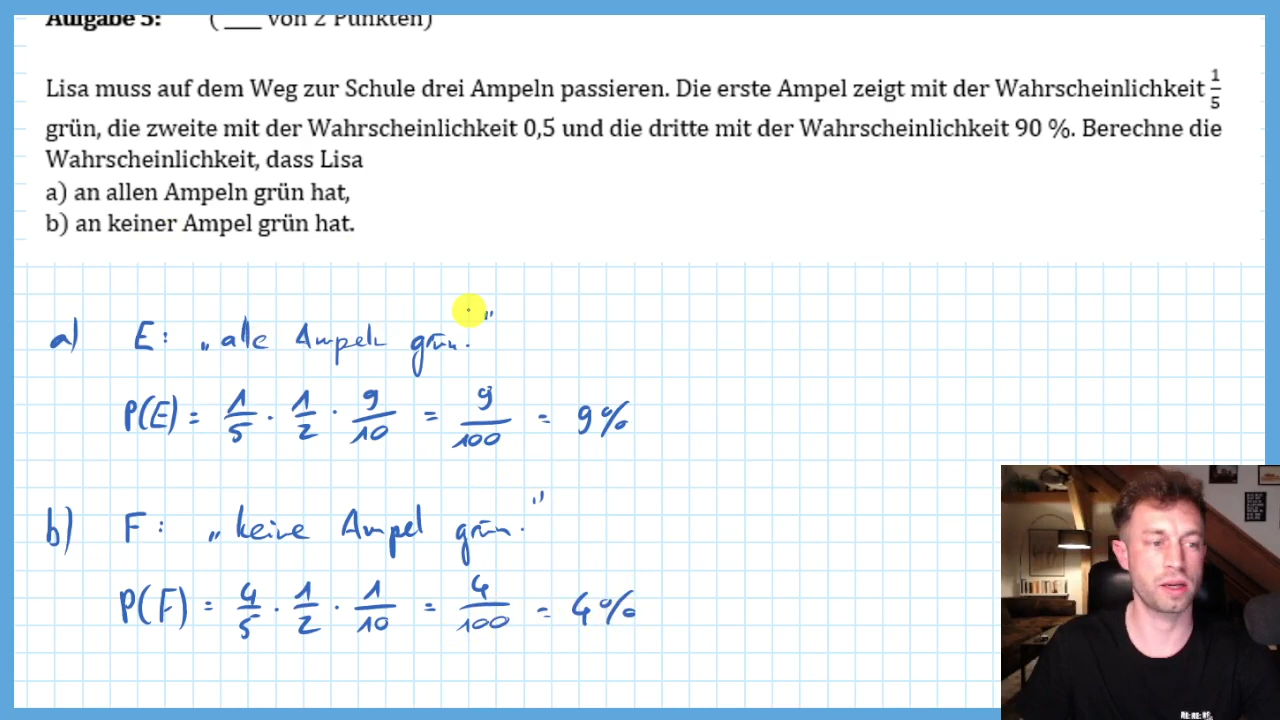 Aufgabe 5: ( ___ von 2 Punkten)
Lisa muss auf dem Weg zur Schule drei Ampeln passieren. Die erste Ampel zeigt mit der Wahrscheinlichkeit 1/5
grün, die zweite mit der Wahrscheinlichkeit 0,5 und die dritte mit der Wahrscheinlichkeit 90 %. Berechne die
Wahrscheinlichkeit, dass Lisa
a) an allen Ampeln grün hat,
b) an keiner Ampel grün hat.
a) E: „alle Ampeln grün."
P(E) = 1/5 · 1/2 · 9/10 = 9/100 = 9%
b) F: „keine Ampel grün."
P(F) = 4/5 · 1/2 · 1/10 = 4/100 = 4%